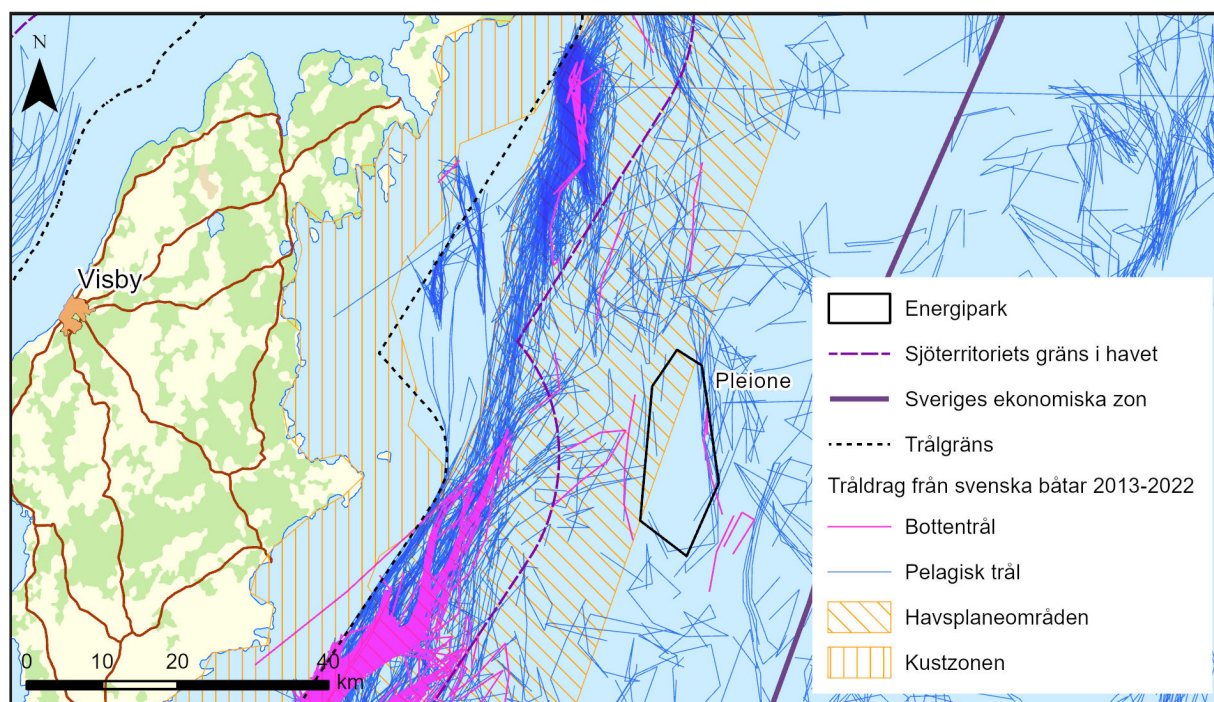 N
Visby
Pleione
Energipark
Sjöterritoriets gräns i havet
Sveriges ekonomiska zon
Trålgräns
Tråldrag från svenska båtar 2013-2022
Bottentrål
Pelagisk trål
Havsplaneområden
Kustzonen
0 10 20 40
km